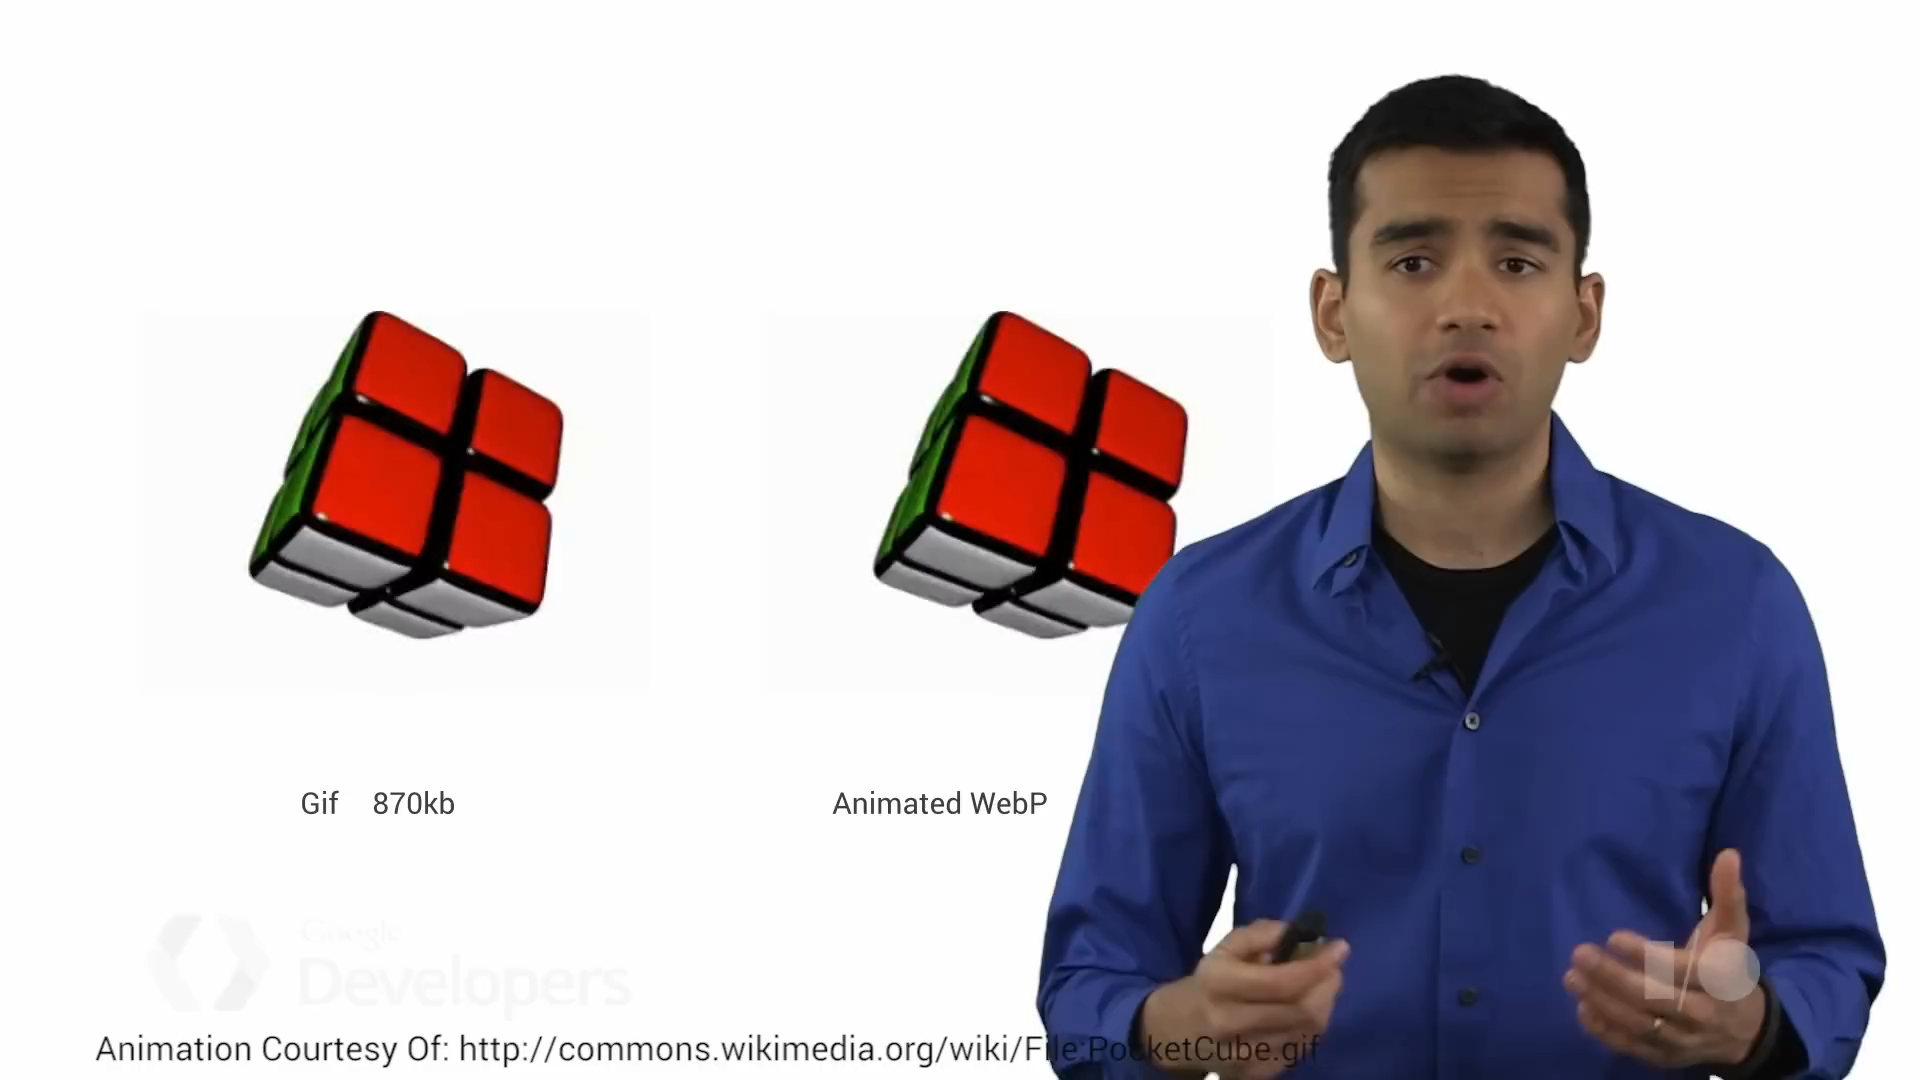 Gif 870kb
Animated WebP
Google
Developers
I/O
Animation Courtesy Of: http://commons.wikimedia.org/wiki/File:PocketCube.gif